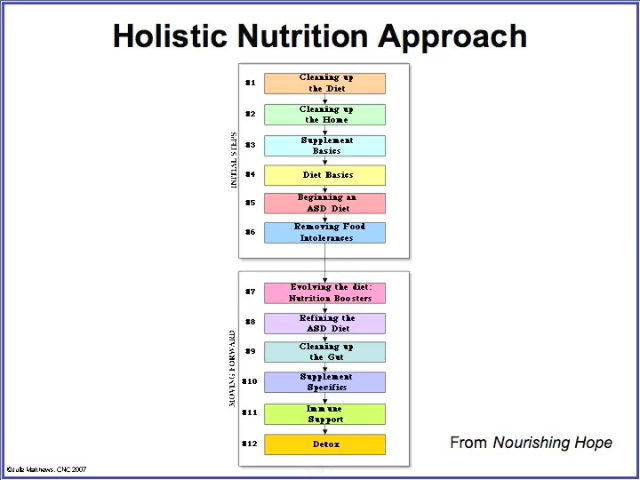 Holistic Nutrition Approach
INITIAL STEPS
#1 Cleaning up
the Diet
#2 Cleaning up
the Home
#3 Supplement
Basics
#4 Diet Basics
#5 Beginning an
ASD Diet
#6 Removing Food
Intolerances
MOVING FORWARD
#7 Evolving the diet:
Nutrition Boosters
#8 Refining the
ASD Diet
#9 Cleaning up
the Gut
#10 Supplement
Specifics
#11 Immune
Support
#12 Detox
From Nourishing Hope
©Julie Matthews, CNC 2007